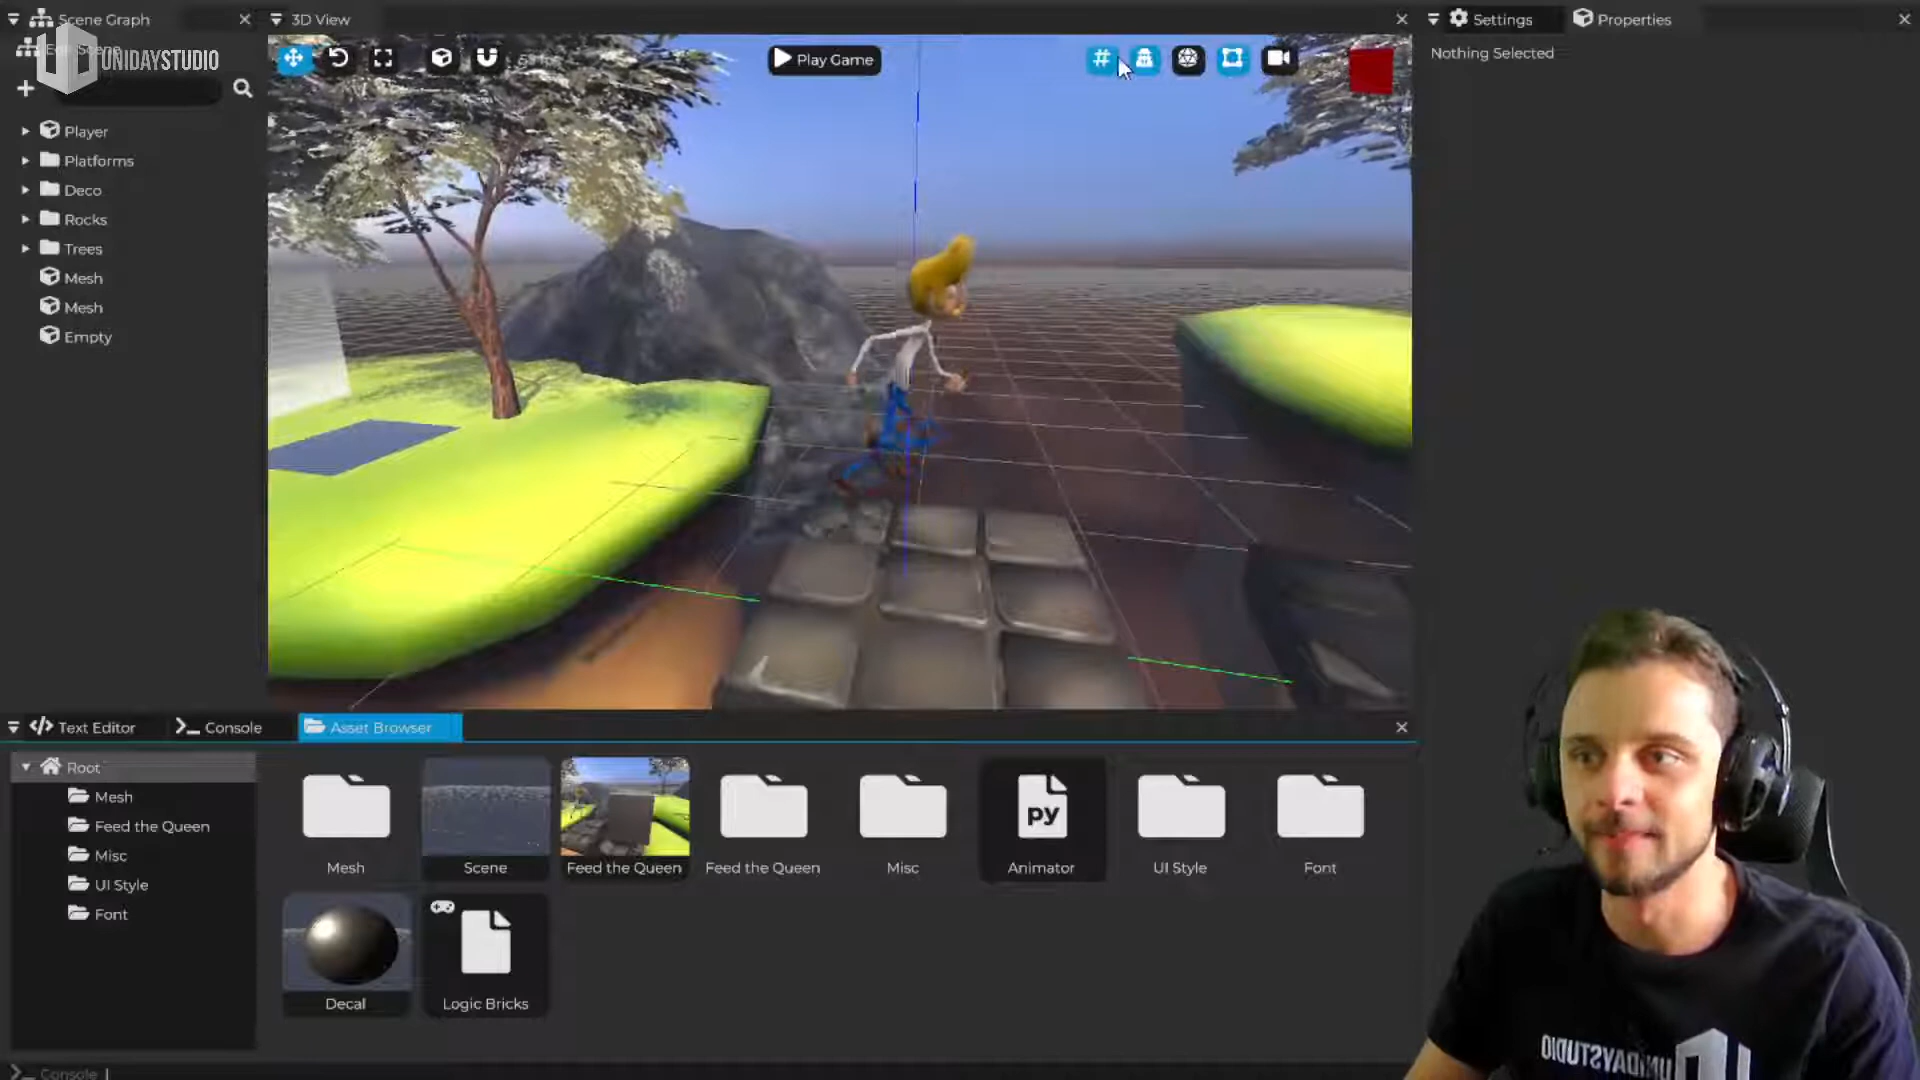 Scene Graph
3D View
Settings
Properties
UNIDAYSTUDIO
Play Game
Nothing Selected
Player
Platforms
Deco
Rocks
Trees
Mesh
Mesh
Empty
Text Editor
Console
Asset Browser
Root
Mesh
Feed the Queen
Misc
UI Style
Font
Mesh
Scene
Feed the Queen
Feed the Queen
Misc
py
Animator
UI Style
Font
Decal
Logic Bricks
UNIDAYSTUDIO
Console